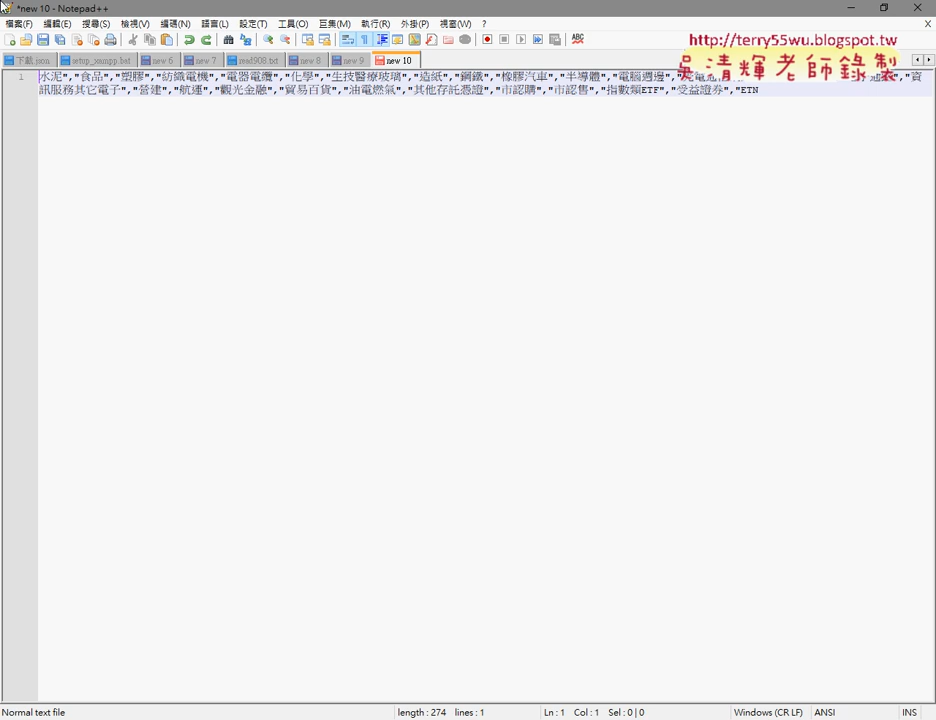 *new 10 - Notepad++
檔案(F) 編輯(E) 搜尋(S) 檢視(V) 編碼(N) 語言(L) 設定(T) 工具(O) 巨集(M) 執行(R) 外掛(P) 視窗(W) ? X
http://terry55wu.blogspot.tw
吳清輝老師錄製
下載.json setup_xampp.bat new 6 new 7 read908.txt new 8 new 9 new 10
1 水泥","食品","塑膠","紡織電機","電器電纜","化學","生技醫療玻璃","造紙","鋼鐵","橡膠汽車","半導體","電腦週邊","資
訊服務其它電子","營建","航運","觀光金融","貿易百貨","油電燃氣","其他存託憑證","市認購","市認售","指數類ETF","受益證券","ETN
Normal text file length : 274 lines : 1 Ln : 1 Col : 1 Sel : 0 | 0 Windows (CR LF) ANSI INS